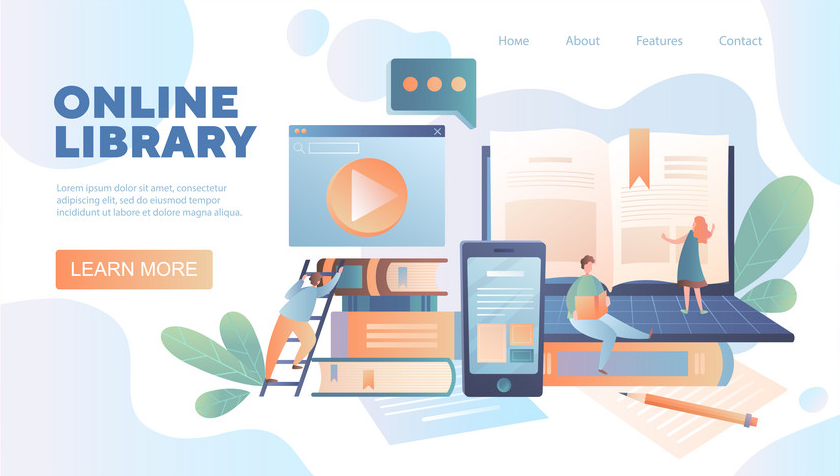 Home About Features Contact
ONLINE
LIBRARY
Lorem ipsum dolor sit amet, consectetur
adipiscing elit, sed do eiusmod tempor
incididunt ut labore et dolore magna aliqua.
LEARN MORE